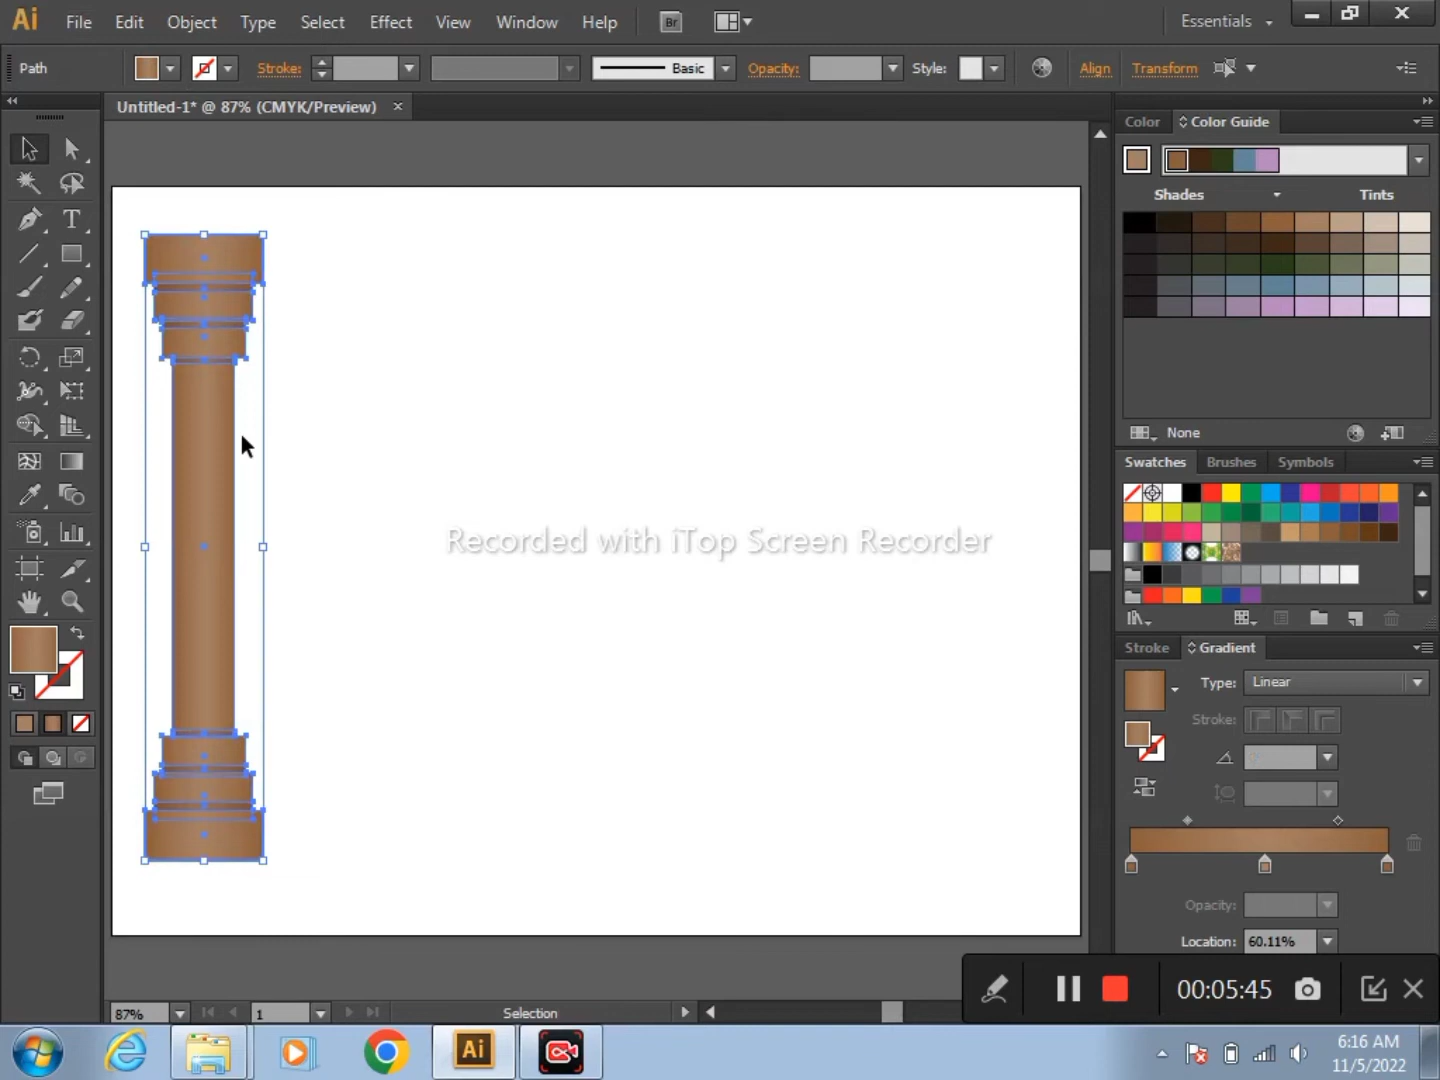 Ai File Edit Object Type Select Effect View Window Help Br Essentials
Path Stroke: Basic Opacity: Style: Align Transform
Untitled-1* @ 87% (CMYK/Preview) ×
Color Color Guide
Shades Tints
None
Swatches Brushes Symbols
Recorded with iTop Screen Recorder
Stroke Gradient
Type: Linear
Stroke:
Opacity:
Location: 60.11%
87% 1 Selection
00:05:45
Ai
6:16 AM
11/5/2022